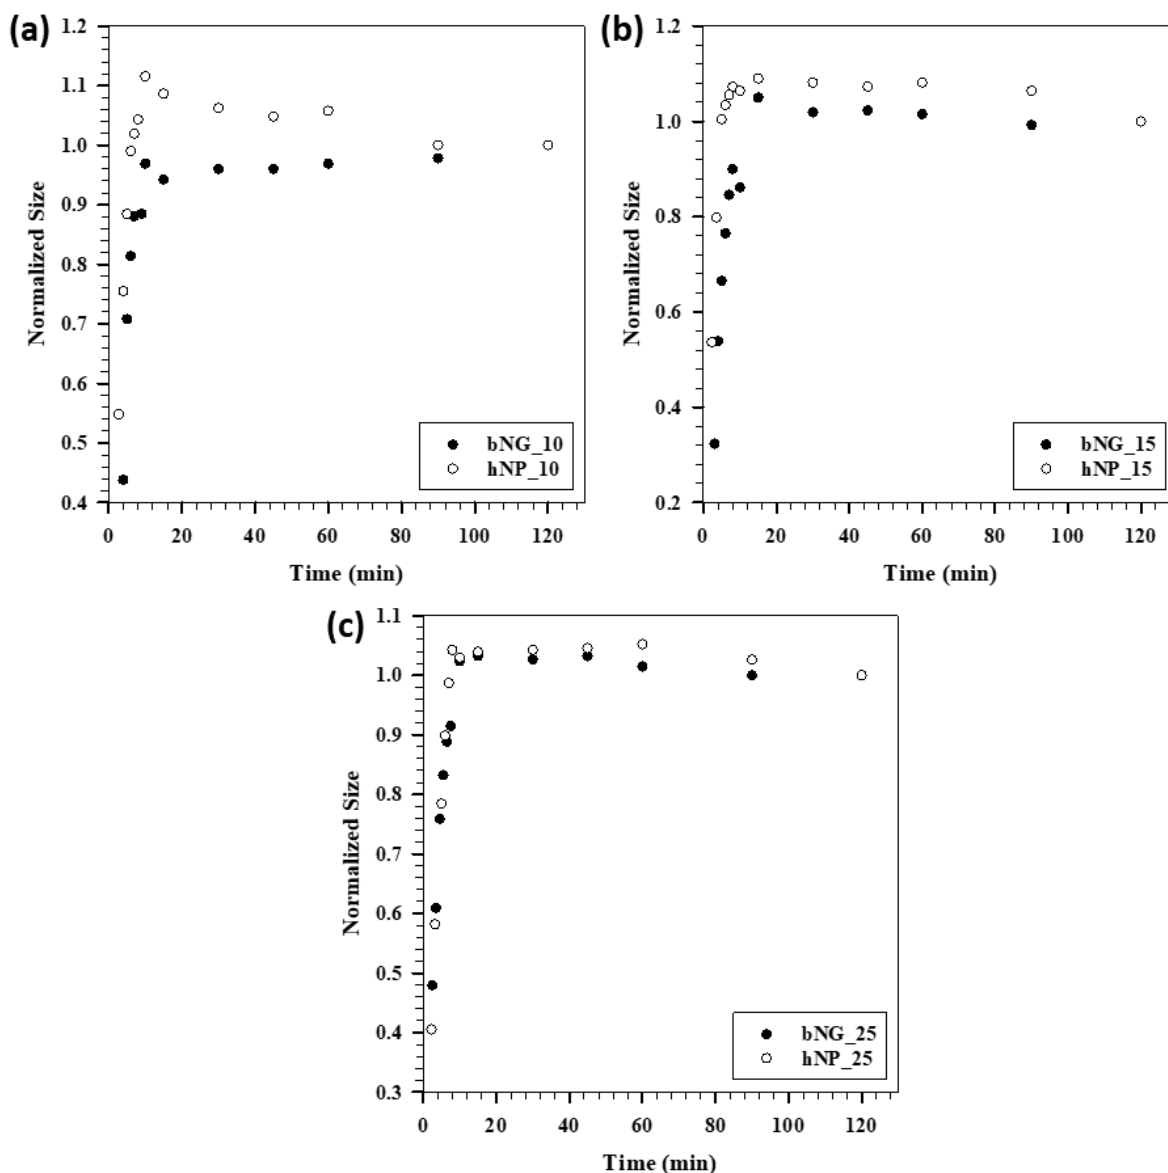 (a)
1.2
1.1
1.0
0.9
0.8
0.7
0.6
0.5
0.4
Normalized Size
bNG_10
hNP_10
0 20 40 60 80 100 120
Time (min)
(b)
1.2
1.0
0.8
0.6
0.4
0.2
Normalized Size
bNG_15
hNP_15
0 20 40 60 80 100 120
Time (min)
(c)
1.1
1.0
0.9
0.8
0.7
0.6
0.5
0.4
0.3
Normalized Size
bNG_25
hNP_25
0 20 40 60 80 100 120
Time (min)